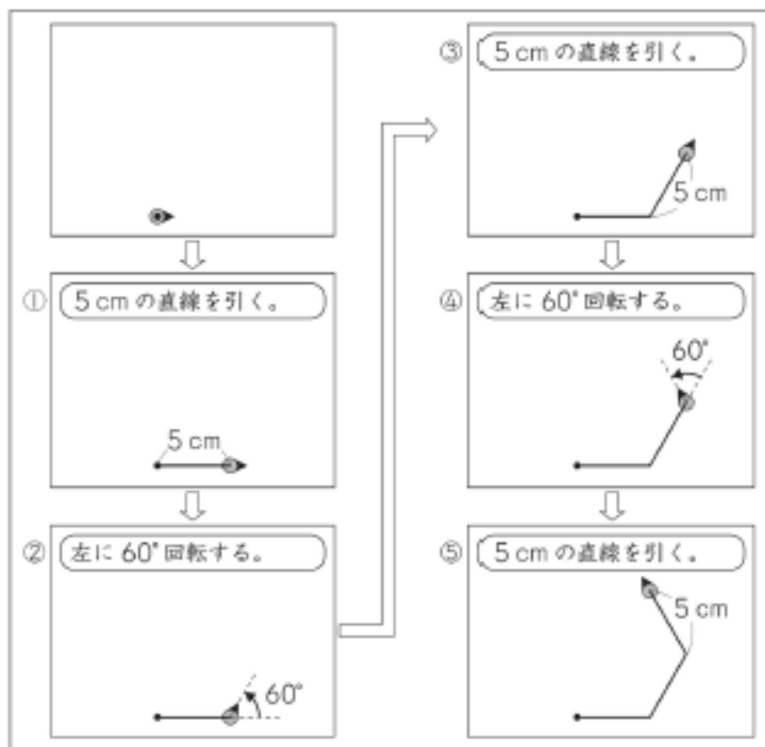 ① 5cmの直線を引く。
5cm
② 左に60°回転する。
60°
③ 5cmの直線を引く。
5cm
④ 左に60°回転する。
60°
⑤ 5cmの直線を引く。
5cm